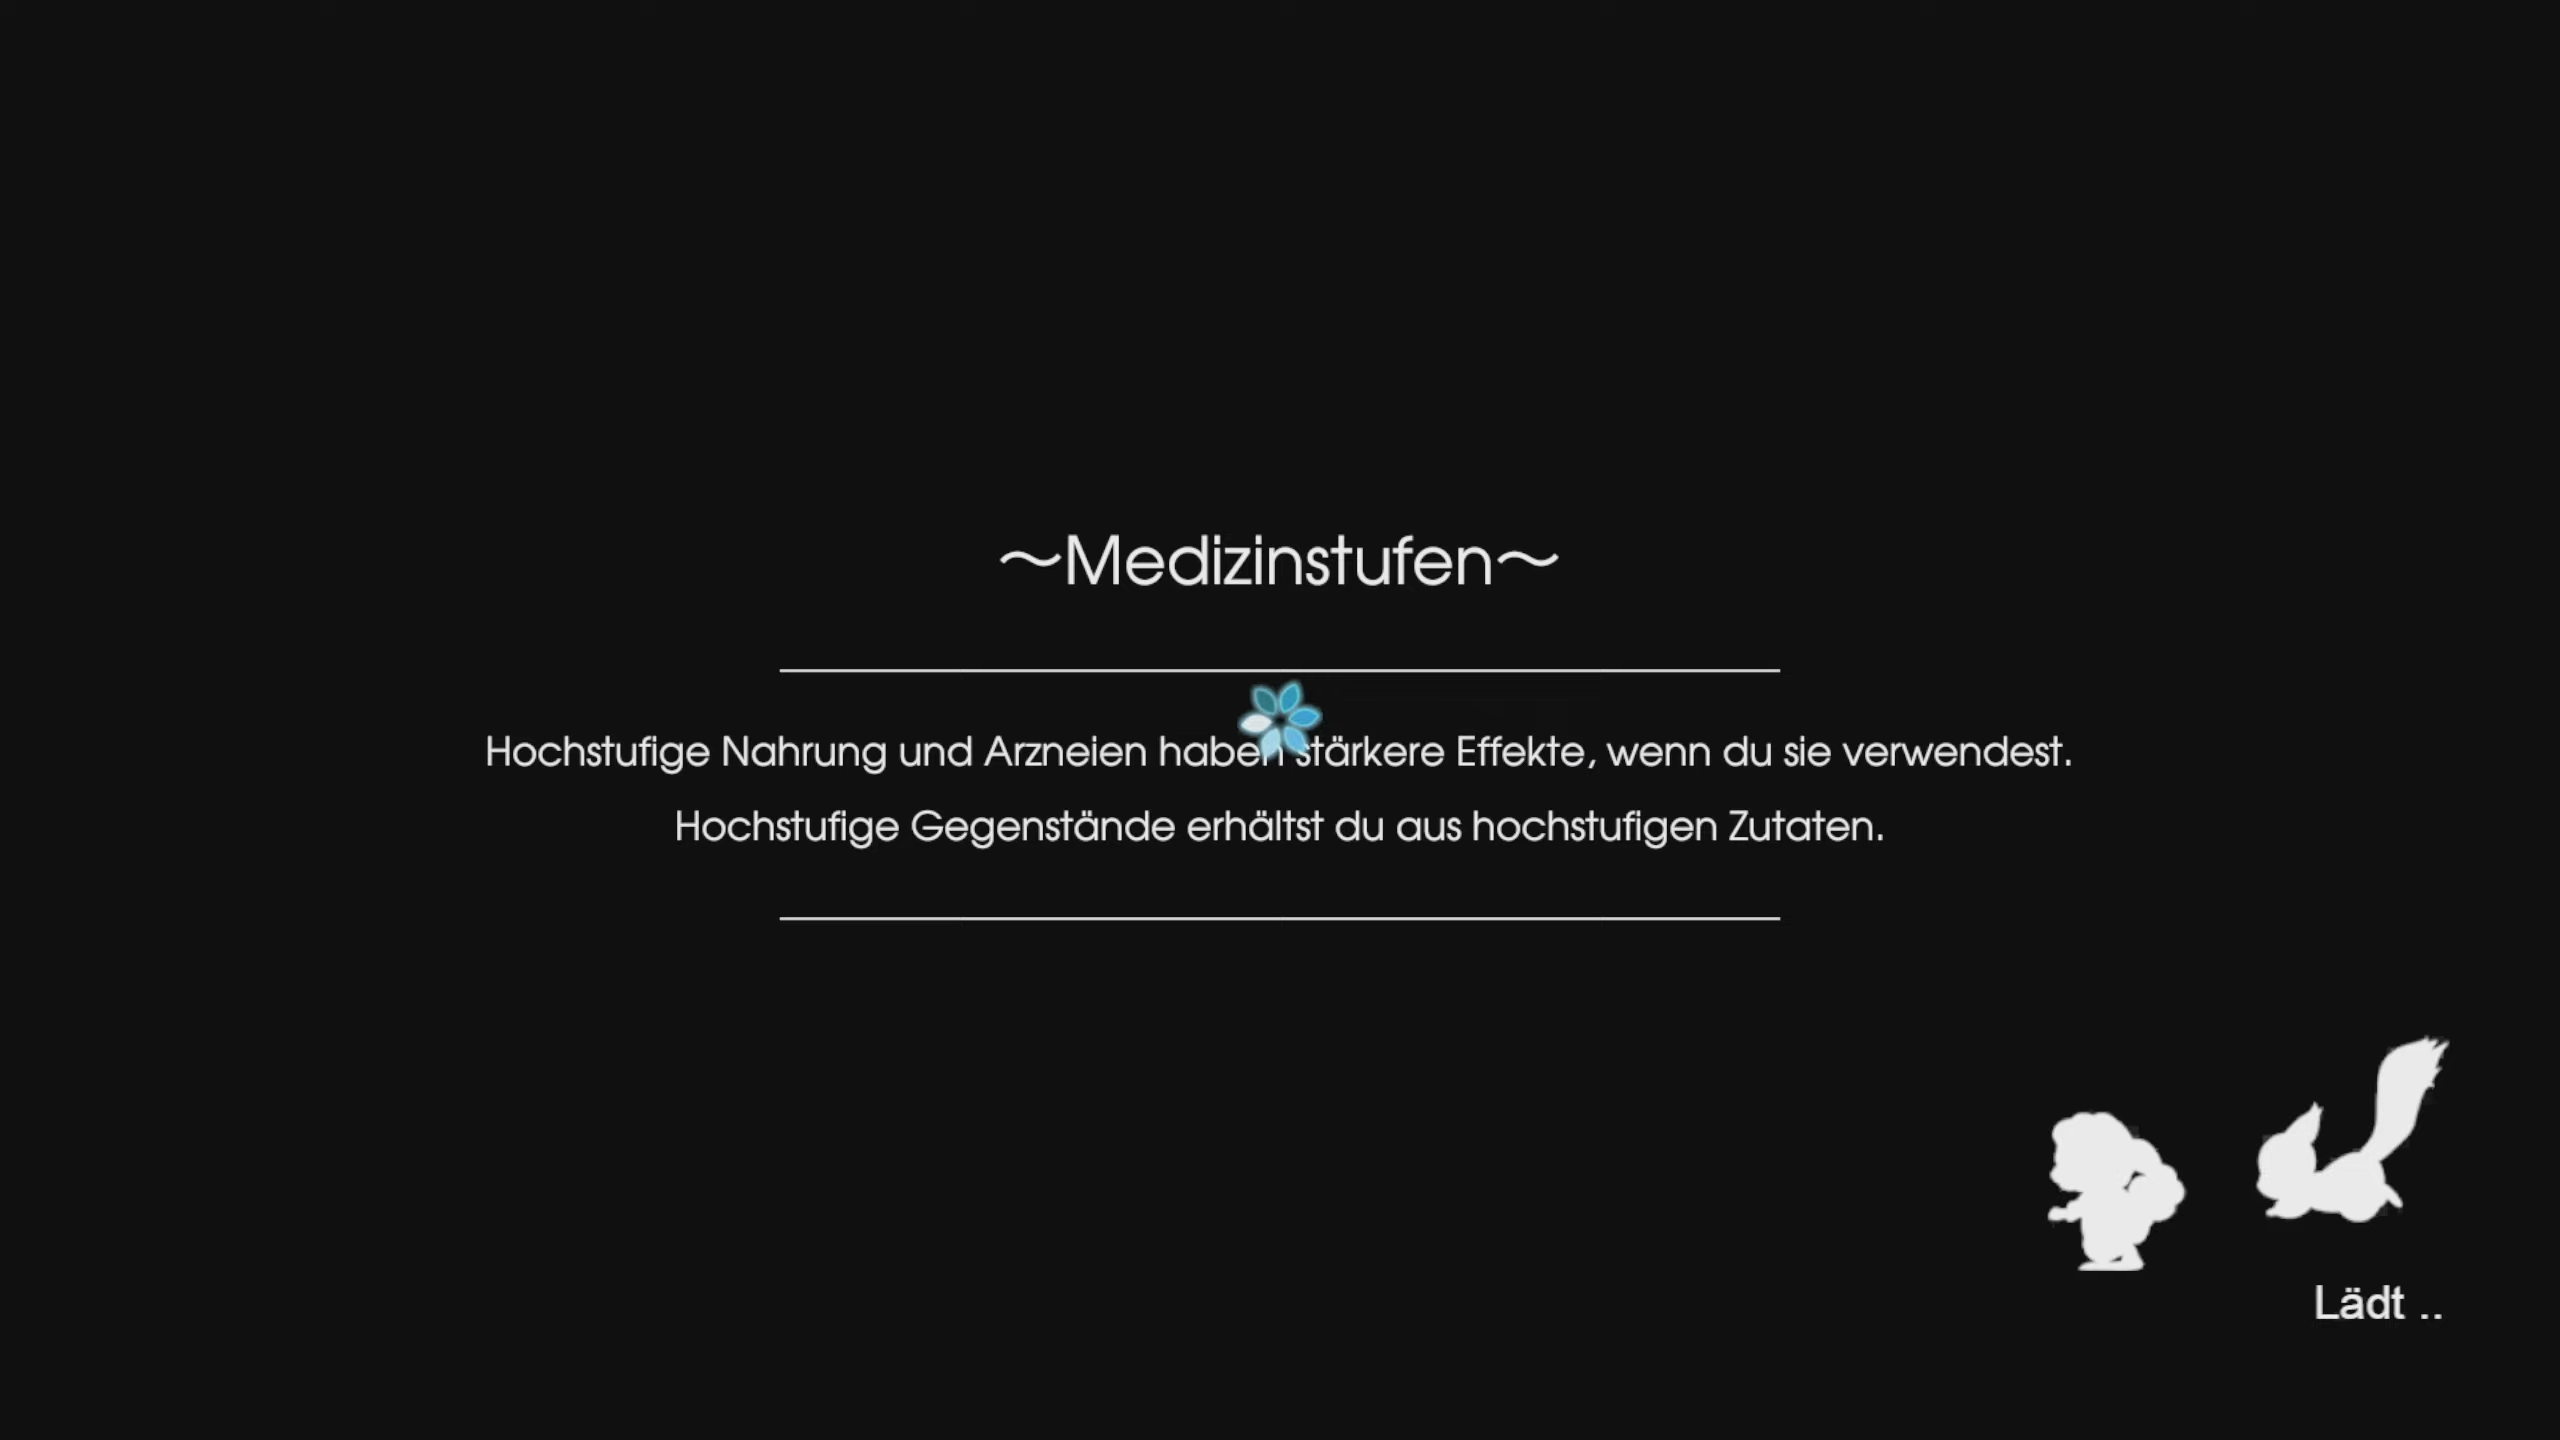 ～Medizinstufen～
Hochstufige Nahrung und Arzneien haben stärkere Effekte, wenn du sie verwendest.
Hochstufige Gegenstände erhältst du aus hochstufigen Zutaten.
Lädt ..